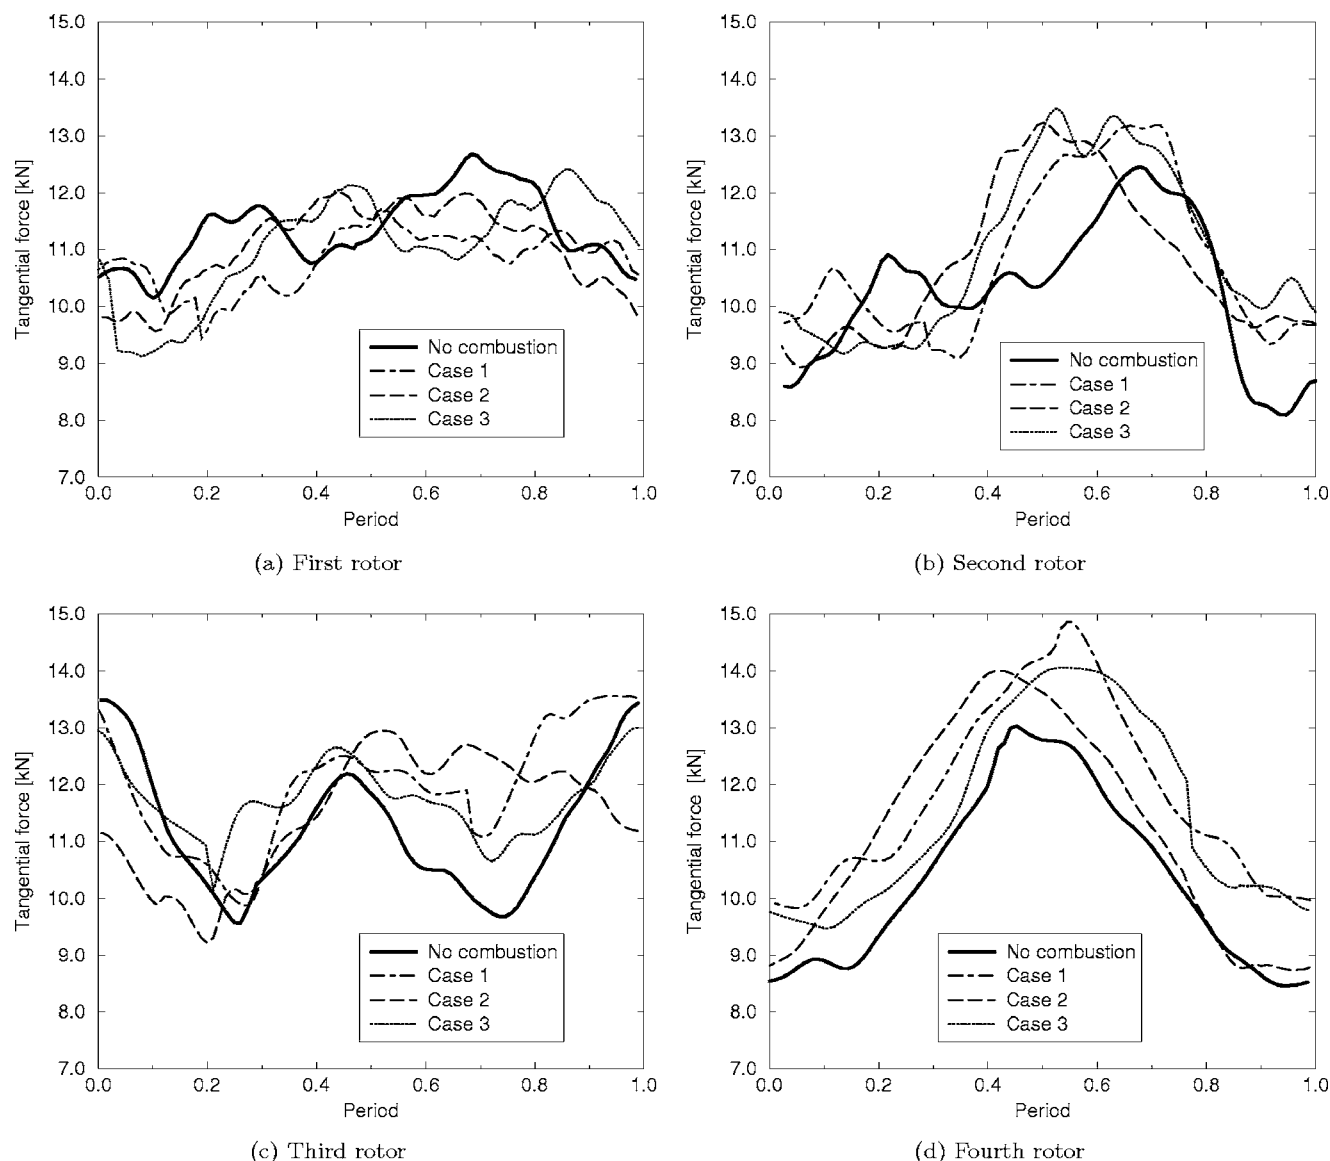 15.0
14.0
13.0
12.0
11.0
10.0
9.0
8.0
7.0
Tangential force [kN]
No combustion
Case 1
Case 2
Case 3
0.0 0.2 0.4 0.6 0.8 1.0
Period
(a) First rotor
15.0
14.0
13.0
12.0
11.0
10.0
9.0
8.0
7.0
Tangential force [kN]
No combustion
Case 1
Case 2
Case 3
0.0 0.2 0.4 0.6 0.8 1.0
Period
(b) Second rotor
15.0
14.0
13.0
12.0
11.0
10.0
9.0
8.0
7.0
Tangential force [kN]
No combustion
Case 1
Case 2
Case 3
0.0 0.2 0.4 0.6 0.8 1.0
Period
(c) Third rotor
15.0
14.0
13.0
12.0
11.0
10.0
9.0
8.0
7.0
Tangential force [kN]
No combustion
Case 1
Case 2
Case 3
0.0 0.2 0.4 0.6 0.8 1.0
Period
(d) Fourth rotor